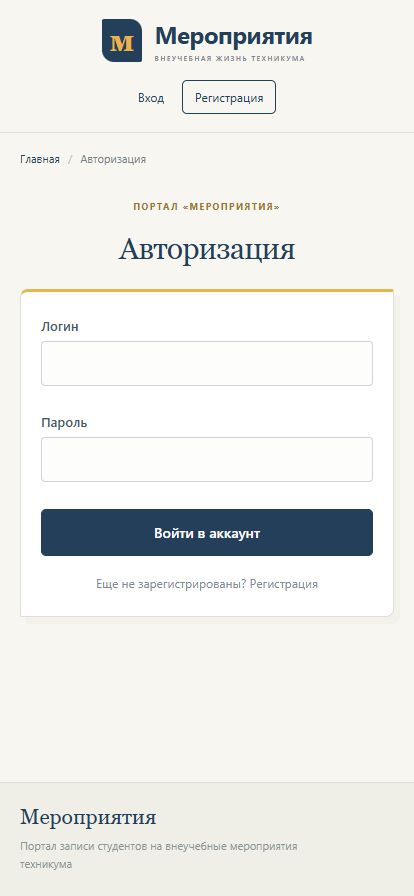 м Мероприятия
ВНЕУЧЕБНАЯ ЖИЗНЬ ТЕХНИКУМА
Вход Регистрация
Главная / Авторизация
ПОРТАЛ «МЕРОПРИЯТИЯ»
Авторизация
Логин
Пароль
Войти в аккаунт
Еще не зарегистрированы? Регистрация
Мероприятия
Портал записи студентов на внеучебные мероприятия
техникума